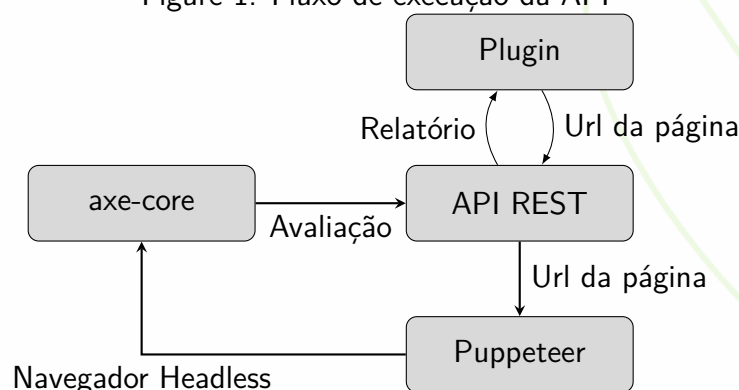 Figure 1: Fluxo de execução da API
Plugin
Relatório
Url da página
axe-core
Avaliação
API REST
Url da página
Puppeteer
Navegador Headless